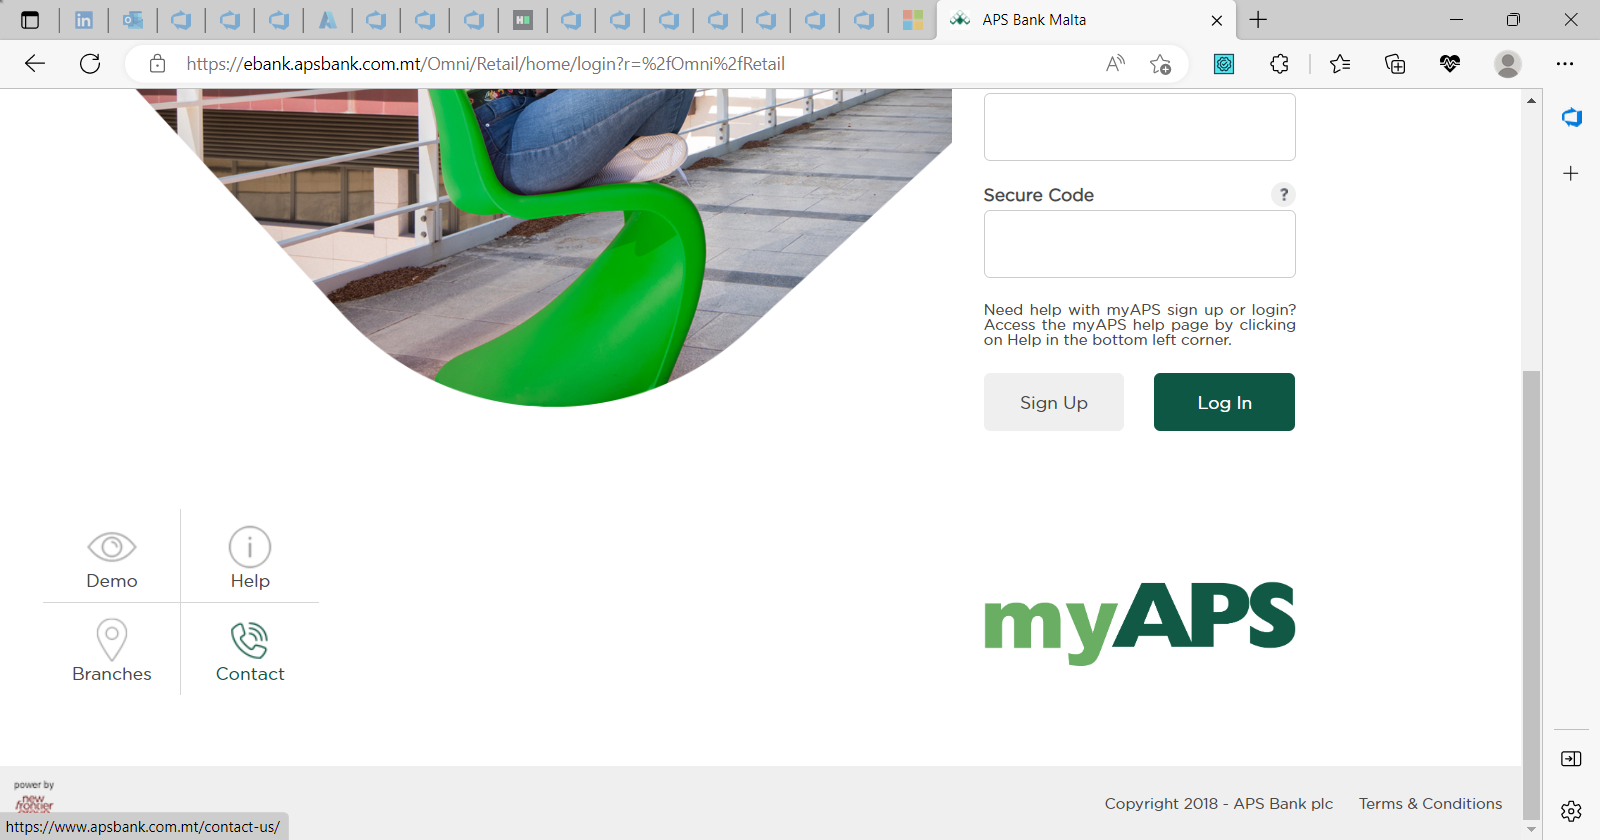 APS Bank Malta
https://ebank.apsbank.com.mt/Omni/Retail/home/login?r=%2fOmni%2fRetail
Secure Code
?
Need help with myAPS sign up or login?
Access the myAPS help page by clicking
on Help in the bottom left corner.
Sign Up
Log In
Demo
Help
Branches
Contact
myAPS
power by
new
frontier
Copyright 2018 - APS Bank plc
Terms & Conditions
https://www.apsbank.com.mt/contact-us/